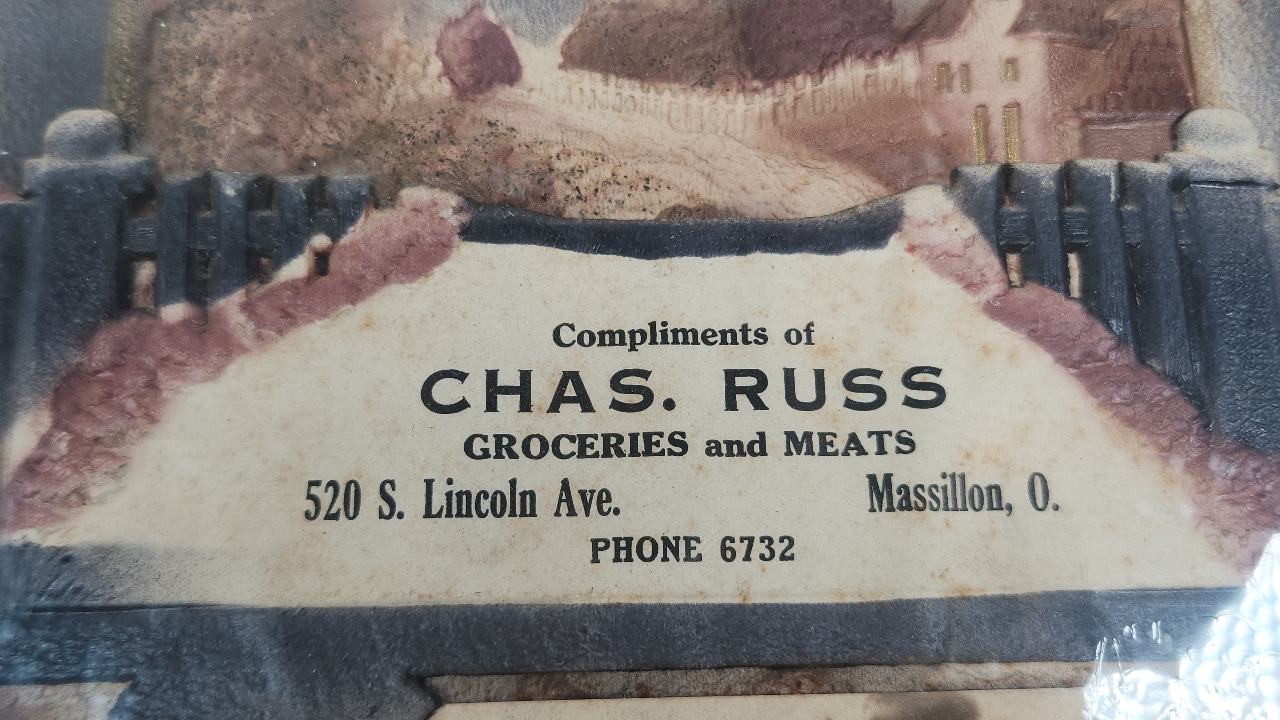 Compliments of
CHAS. RUSS
GROCERIES and MEATS
520 S. Lincoln Ave. Massillon, O.
PHONE 6732